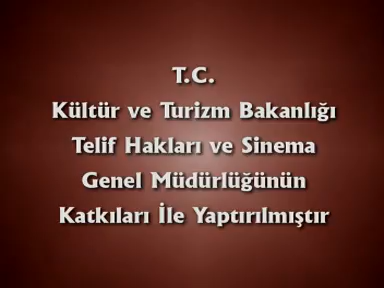 T.C.
Kültür ve Turizm Bakanlığı
Telif Hakları ve Sinema
Genel Müdürlüğünün
Katkıları İle Yaptırılmıştır